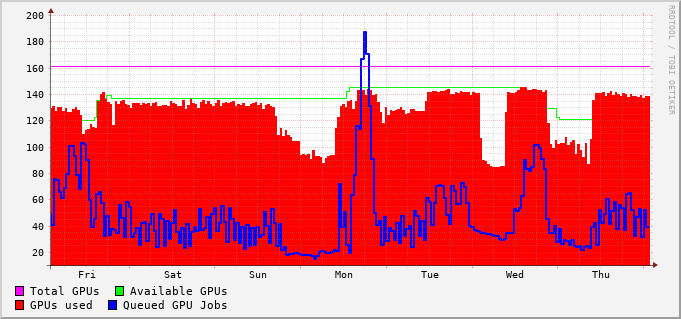 200
180
160
140
120
100
80
60
40
20
Fri Sat Sun Mon Tue Wed Thu
Total GPUs Available GPUs
GPUs used Queued GPU Jobs
RRDTOOL / TOBI OETIKER